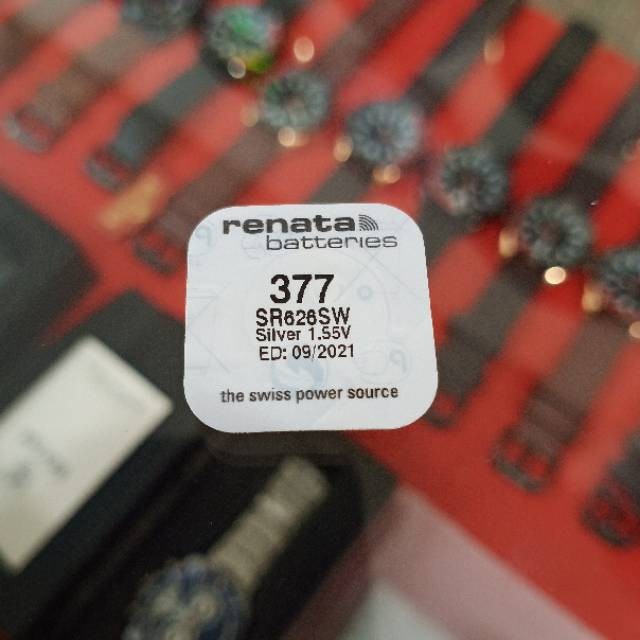 renata
batteries
377
SR626SW
Silver 1.55V
ED: 09/2021
the swiss power source